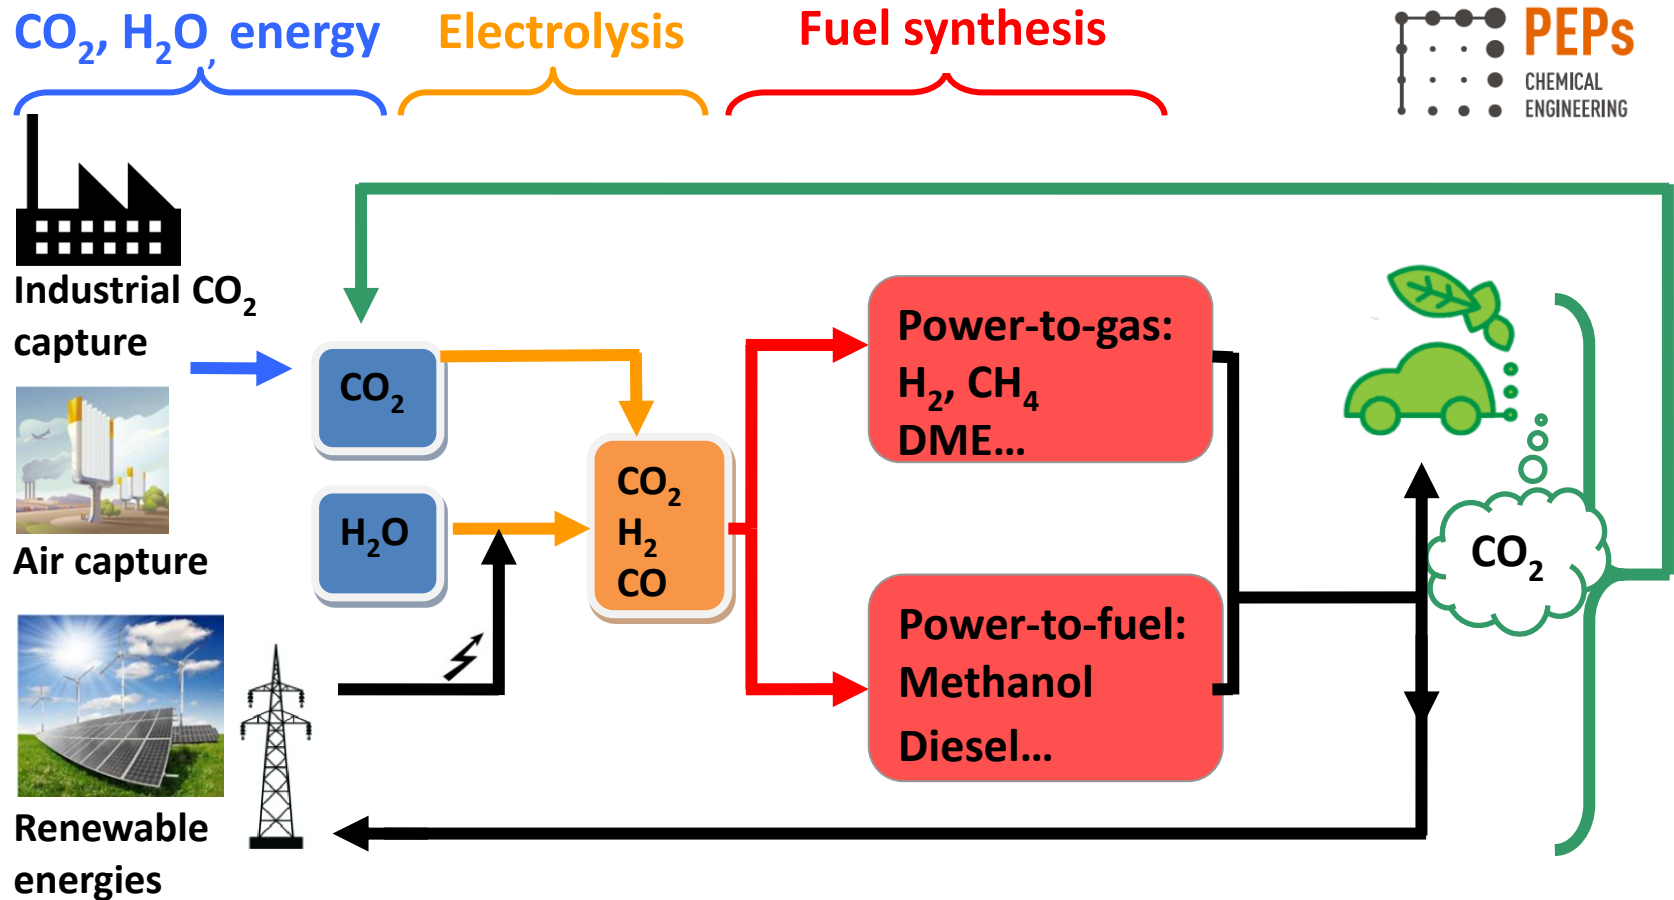 CO₂, H₂O, energy
Electrolysis
Fuel synthesis
PEPs
CHEMICAL
ENGINEERING
Industrial CO₂
capture
Air capture
Renewable
energies
CO₂
H₂O
CO₂
H₂
CO
Power-to-gas:
H₂, CH₄
DME...
Power-to-fuel:
Methanol
Diesel...
CO₂